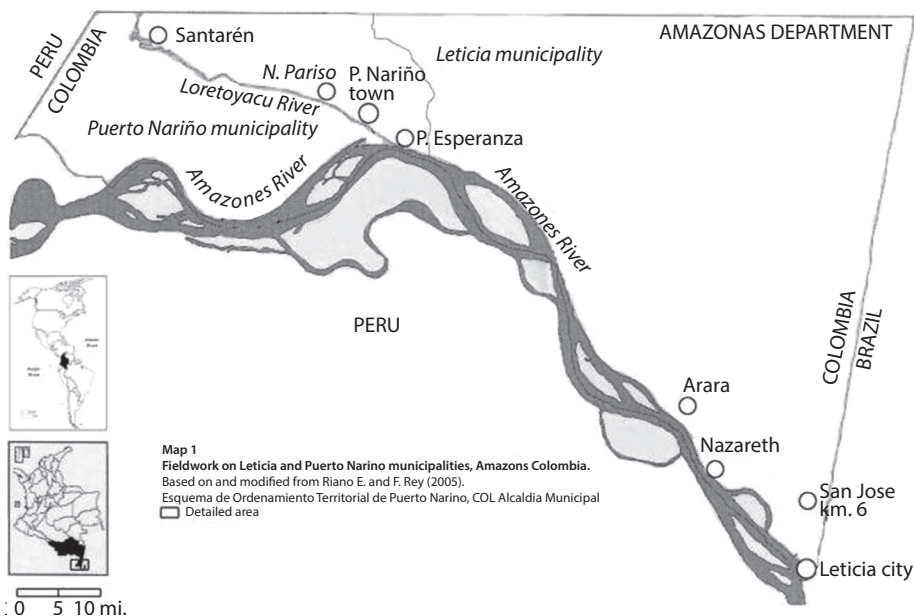 AMAZONAS DEPARTMENT
PERU
COLOMBIA
Santarén
Leticia municipality
N. Pariso
P. Nariño
town
Loretoyacu River
Puerto Nariño municipality
P. Esperanza
Amazones River
Amazones River
PERU
COLOMBIA
BRAZIL
Arara
Nazareth
San Jose
km. 6
Leticia city
Map 1
Fieldwork on Leticia and Puerto Narino municipalities, Amazons Colombia.
Based on and modified from Riano E. and F. Rey (2005).
Esquema de Ordenamiento Territorial de Puerto Narino, COL Alcaldia Municipal
Detailed area
0 5 10 mi.